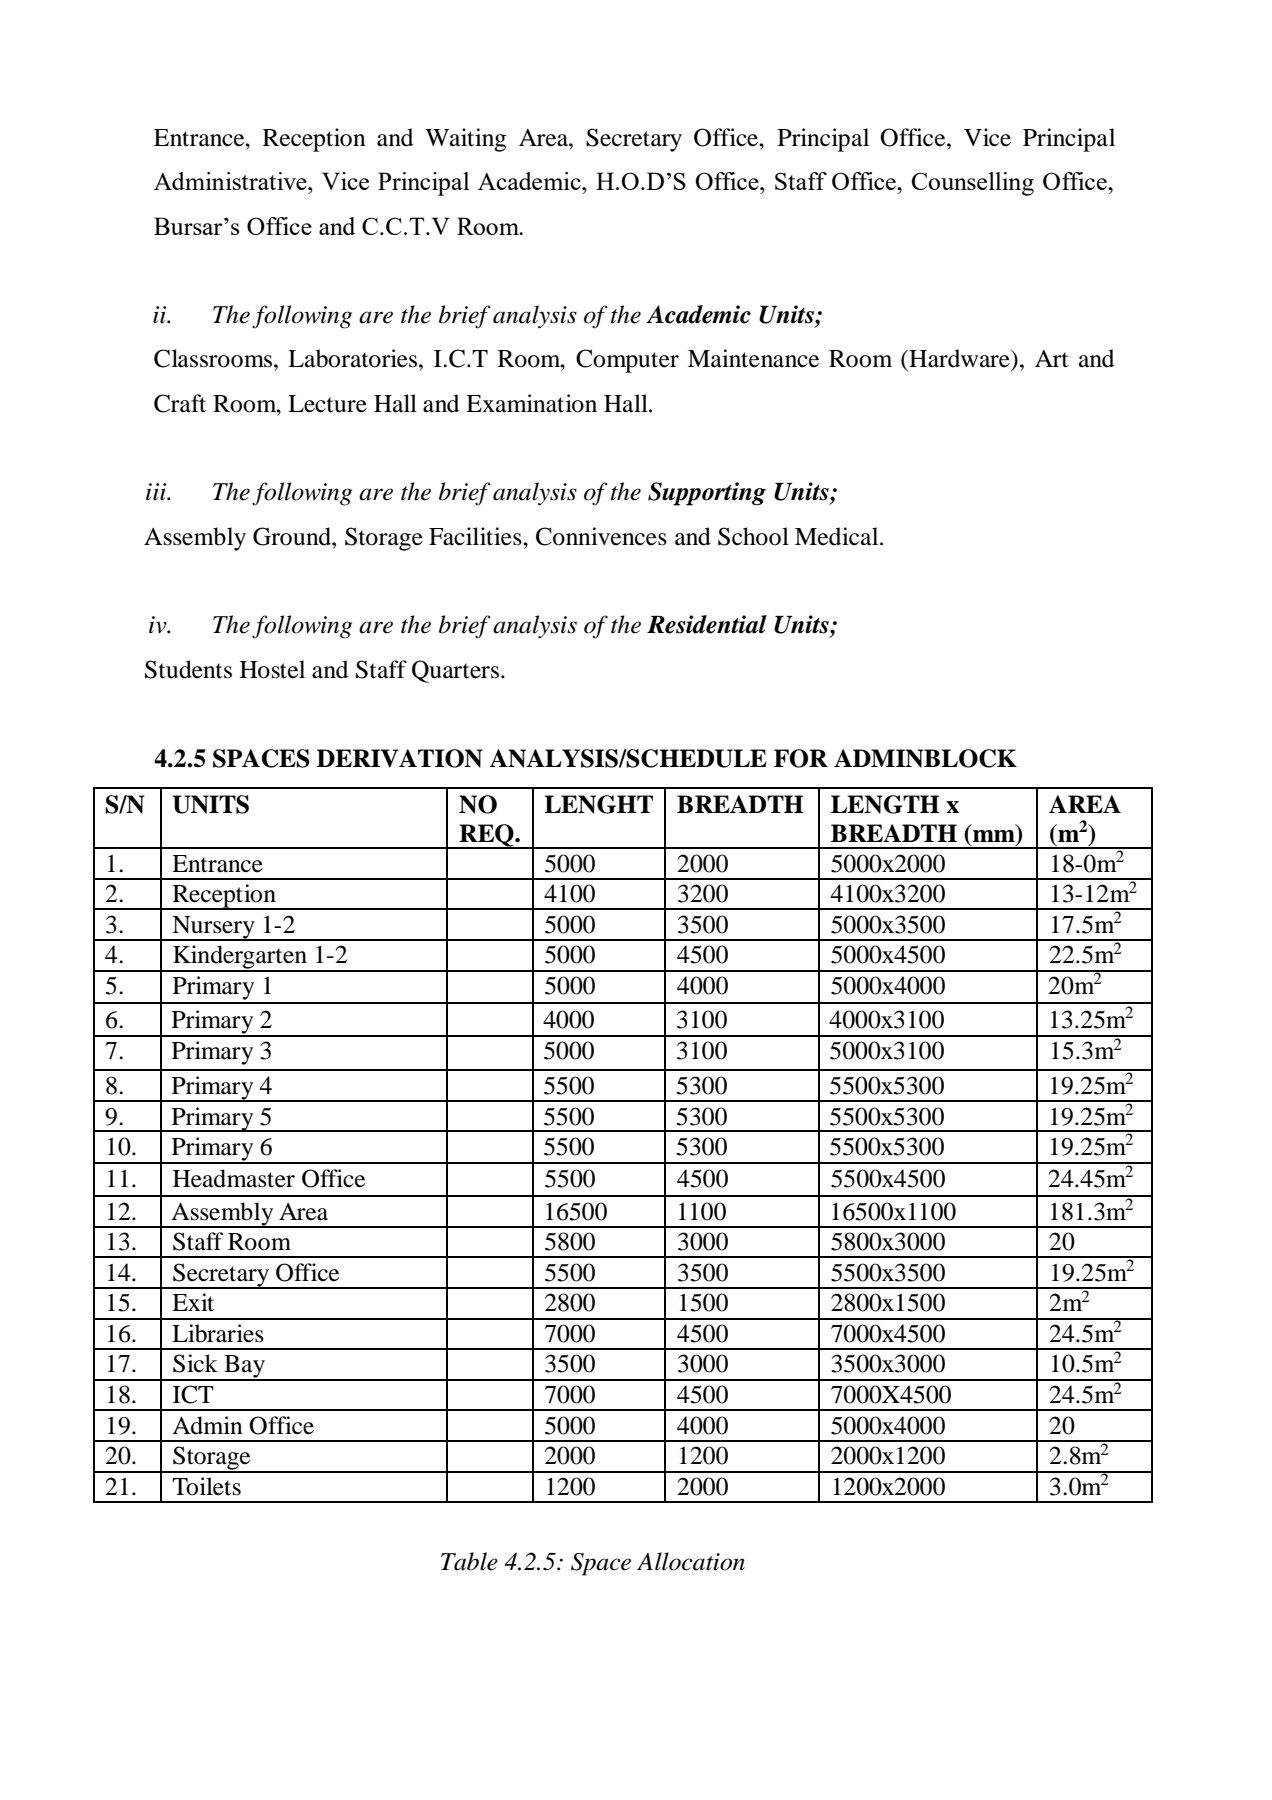 Entrance, Reception and Waiting Area, Secretary Office, Principal Office, Vice Principal
Administrative, Vice Principal Academic, H.O.D’S Office, Staff Office, Counselling Office,
Bursar’s Office and C.C.T.V Room.
ii. The following are the brief analysis of the Academic Units;
Classrooms, Laboratories, I.C.T Room, Computer Maintenance Room (Hardware), Art and
Craft Room, Lecture Hall and Examination Hall.
iii. The following are the brief analysis of the Supporting Units;
Assembly Ground, Storage Facilities, Connivences and School Medical.
iv. The following are the brief analysis of the Residential Units;
Students Hostel and Staff Quarters.
4.2.5 SPACES DERIVATION ANALYSIS/SCHEDULE FOR ADMINBLOCK
S/N UNITS NO REQ. LENGHT BREADTH LENGTH x BREADTH (mm) AREA (m²)
1. Entrance 5000 2000 5000x2000 18-0m²
2. Reception 4100 3200 4100x3200 13-12m²
3. Nursery 1-2 5000 3500 5000x3500 17.5m²
4. Kindergarten 1-2 5000 4500 5000x4500 22.5m²
5. Primary 1 5000 4000 5000x4000 20m²
6. Primary 2 4000 3100 4000x3100 13.25m²
7. Primary 3 5000 3100 5000x3100 15.3m²
8. Primary 4 5500 5300 5500x5300 19.25m²
9. Primary 5 5500 5300 5500x5300 19.25m²
10. Primary 6 5500 5300 5500x5300 19.25m²
11. Headmaster Office 5500 4500 5500x4500 24.45m²
12. Assembly Area 16500 1100 16500x1100 181.3m²
13. Staff Room 5800 3000 5800x3000 20
14. Secretary Office 5500 3500 5500x3500 19.25m²
15. Exit 2800 1500 2800x1500 2m²
16. Libraries 7000 4500 7000x4500 24.5m²
17. Sick Bay 3500 3000 3500x3000 10.5m²
18. ICT 7000 4500 7000X4500 24.5m²
19. Admin Office 5000 4000 5000x4000 20
20. Storage 2000 1200 2000x1200 2.8m²
21. Toilets 1200 2000 1200x2000 3.0m²
Table 4.2.5: Space Allocation